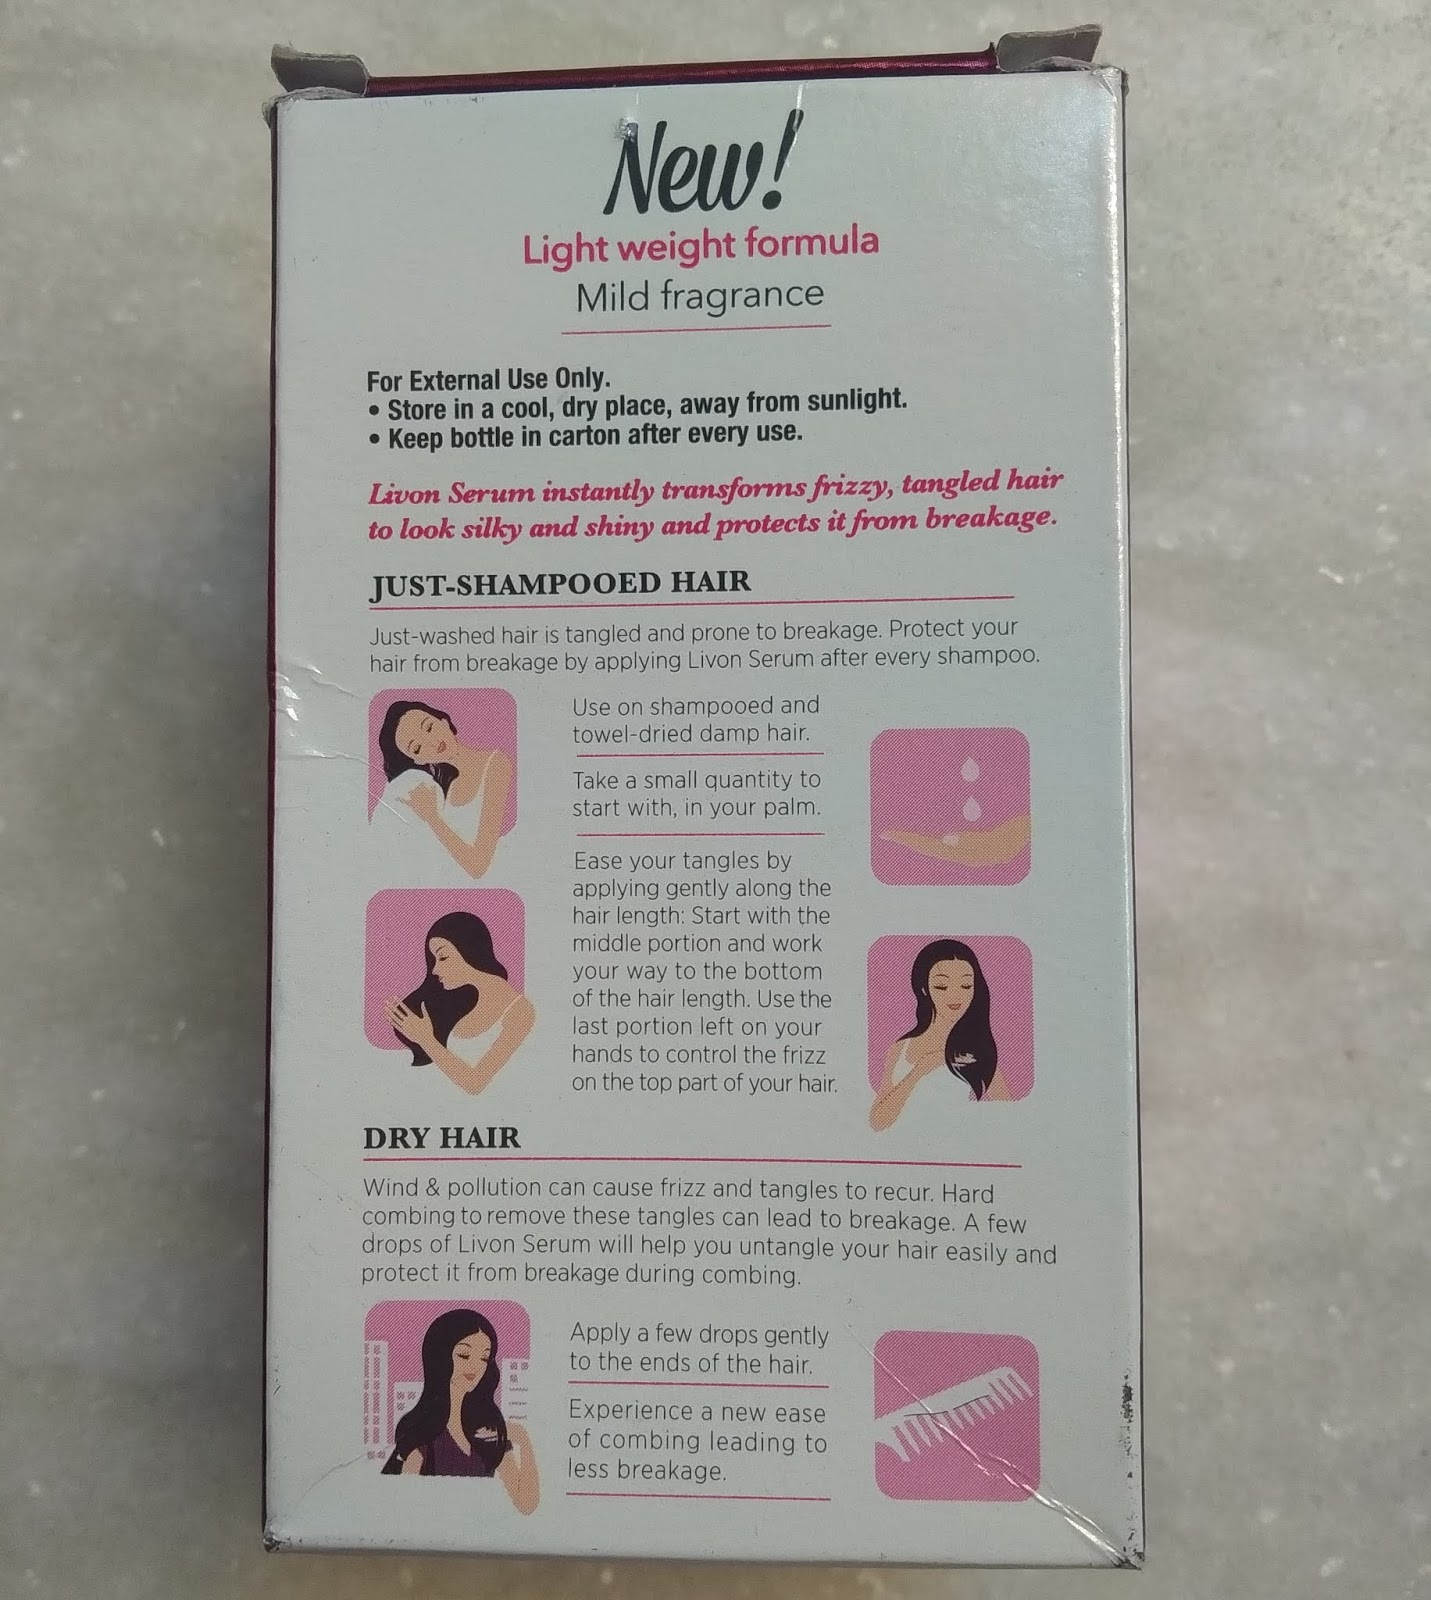 New!
Light weight formula
Mild fragrance
For External Use Only.
• Store in a cool, dry place, away from sunlight.
• Keep bottle in carton after every use.
Livon Serum instantly transforms frizzy, tangled hair
to look silky and shiny and protects it from breakage.
JUST-SHAMPOOED HAIR
Just-washed hair is tangled and prone to breakage. Protect your
hair from breakage by applying Livon Serum after every shampoo.
Use on shampooed and
towel-dried damp hair.
Take a small quantity to
start with, in your palm.
Ease your tangles by
applying gently along the
hair length: Start with the
middle portion and work
your way to the bottom
of the hair length. Use the
last portion left on your
hands to control the frizz
on the top part of your hair.
DRY HAIR
Wind & pollution can cause frizz and tangles to recur. Hard
combing to remove these tangles can lead to breakage. A few
drops of Livon Serum will help you untangle your hair easily and
protect it from breakage during combing.
Apply a few drops gently
to the ends of the hair.
Experience a new ease
of combing leading to
less breakage.